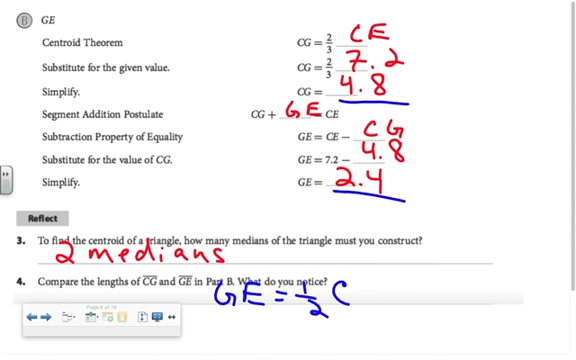 B GE
Centroid Theorem CG = 2/3 CE
Substitute for the given value. CG = 2/3 7.2
Simplify. CG = 4.8
Segment Addition Postulate CG + GE = CE
Subtraction Property of Equality GE = CE − CG
Substitute for the value of CG. GE = 7.2 − 4.8
Simplify. GE = 2.4
Reflect
3. To find the centroid of a triangle, how many medians of the triangle must you construct?
2 medians
4. Compare the lengths of CG and GE in Part B. What do you notice?
GE = 1/2 C